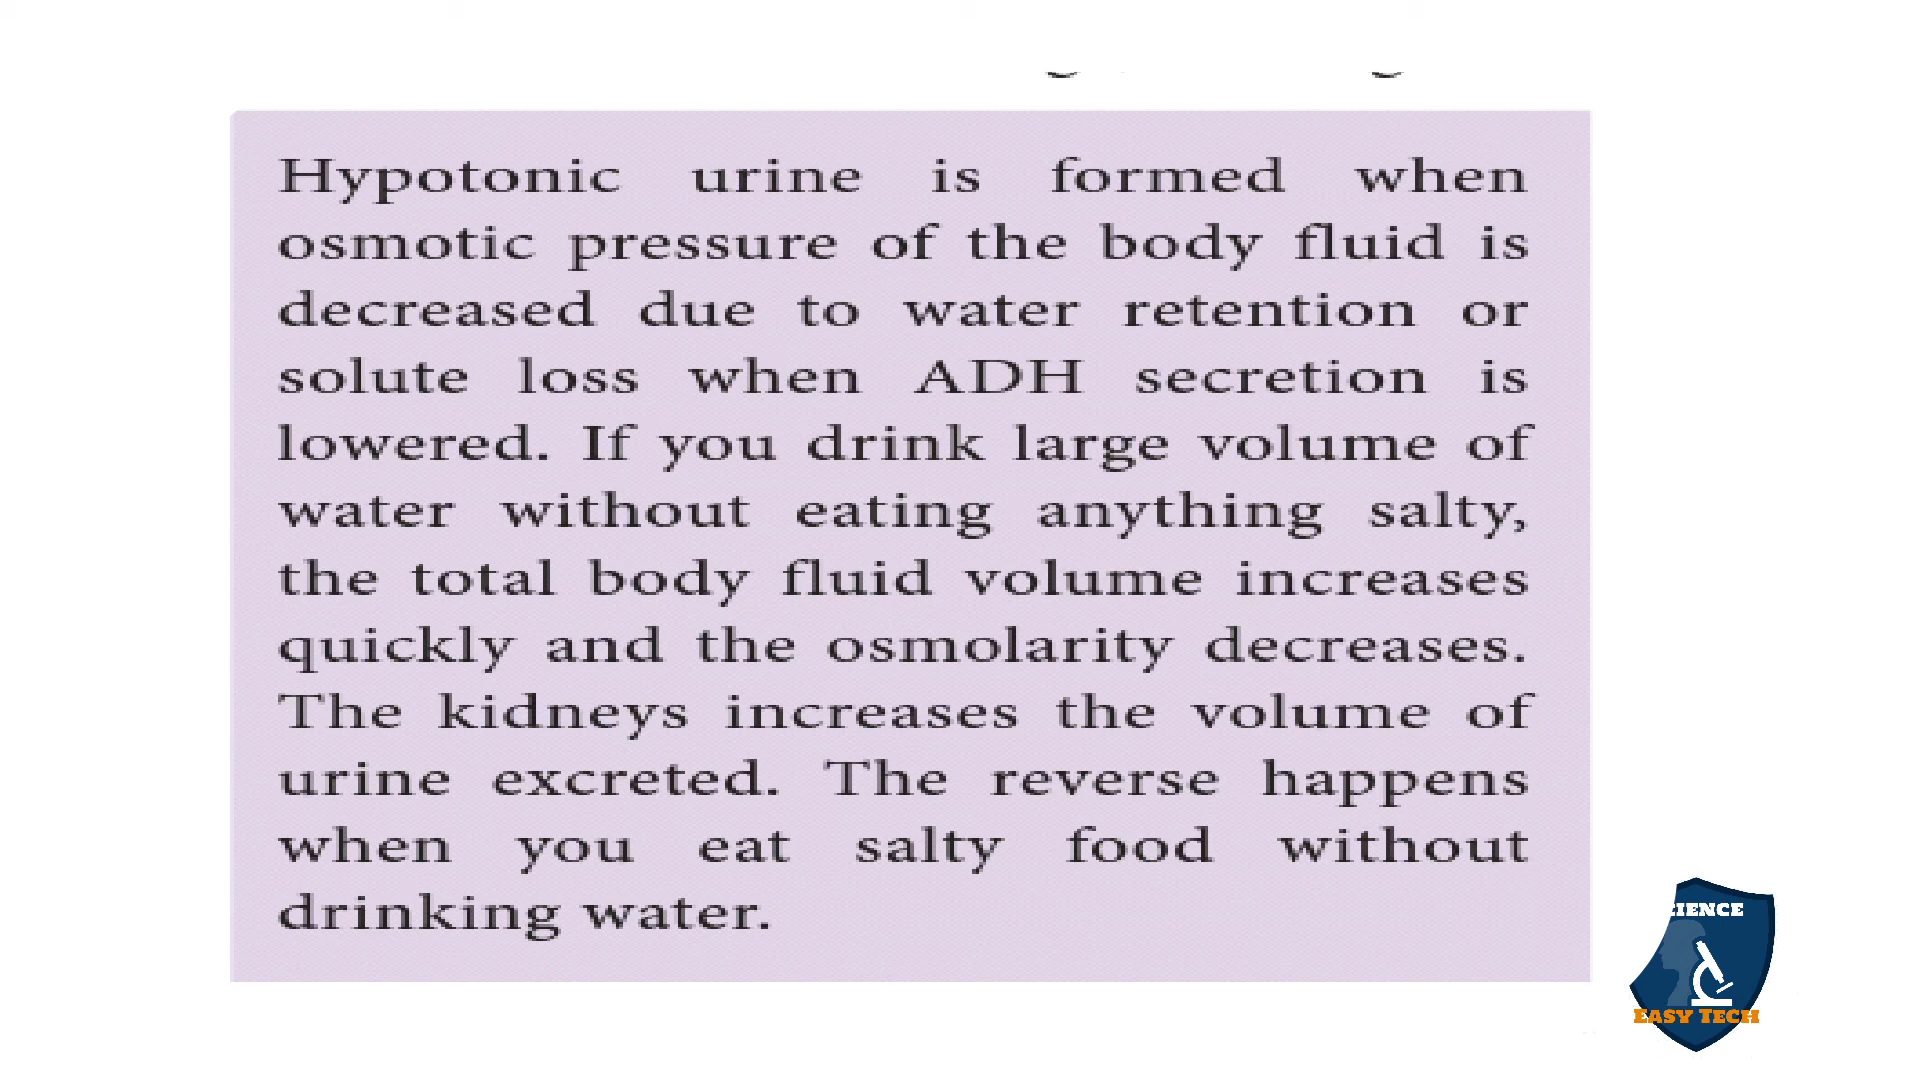 Hypotonic urine is formed when
osmotic pressure of the body fluid is
decreased due to water retention or
solute loss when ADH secretion is
lowered. If you drink large volume of
water without eating anything salty,
the total body fluid volume increases
quickly and the osmolarity decreases.
The kidneys increases the volume of
urine excreted. The reverse happens
when you eat salty food without
drinking water.
CIENCE
EASY TECH